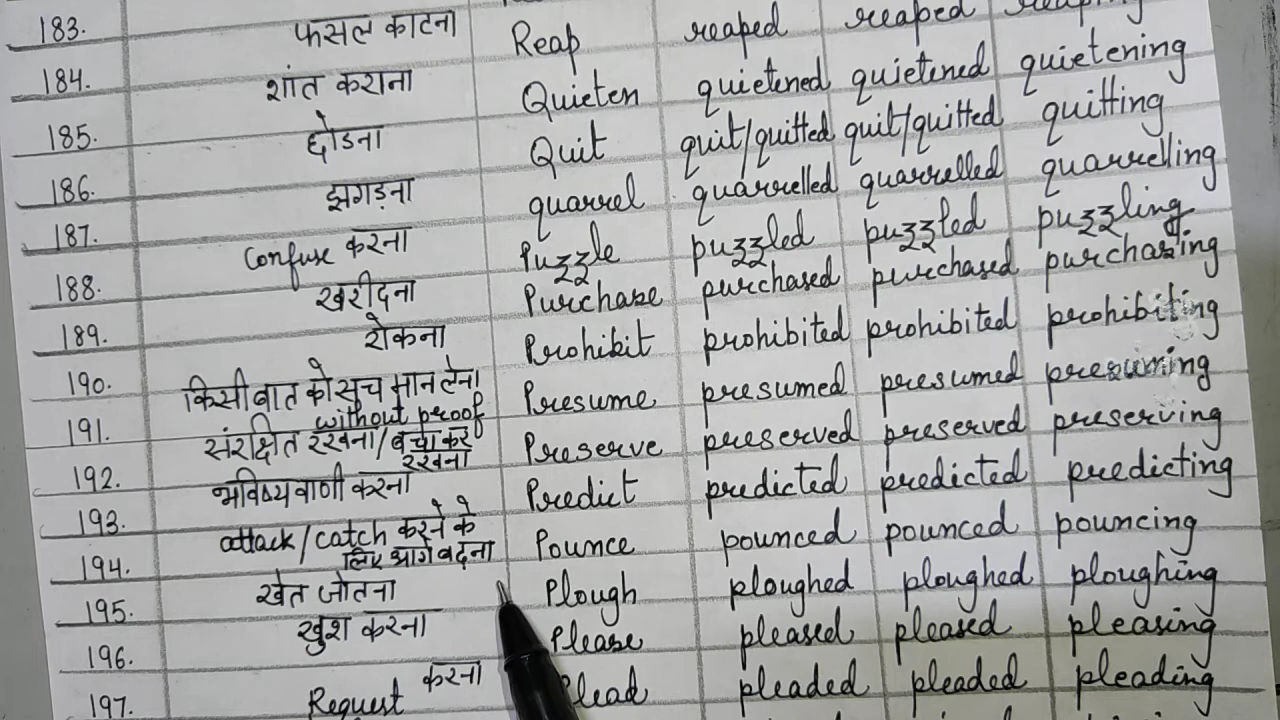 183. फसल काटना Reap reaped reaped reaping
184. शांत कराना Quieten quietened quietened quietening
185. छोडना Quit quit/quitted quit/quitted quitting
186. झगड़ना quarrel quarrelled quarrelled quarrelling
187. Confuse करना Puzzle puzzled puzzled puzzling
188. खरीदना Purchase purchased purchased purchasing
189. रोकना Prohibit prohibited prohibited prohibiting
190. किसी बात को सच मान लेना Presume presumed presumed presuming
without proof
191. संरक्षित रखना/बचा कर Preserve preserved preserved preserving
रखना
192. भविष्यवाणी करना Predict predicted predicted predicting
193. attack/catch करने के Pounce pounced pounced pouncing
लिए आगे बढ़ना
194. खेत जोतना Plough ploughed ploughed ploughing
195. खुश करना Please pleased pleased pleasing
196. Request करना Plead pleaded pleaded pleading
197.